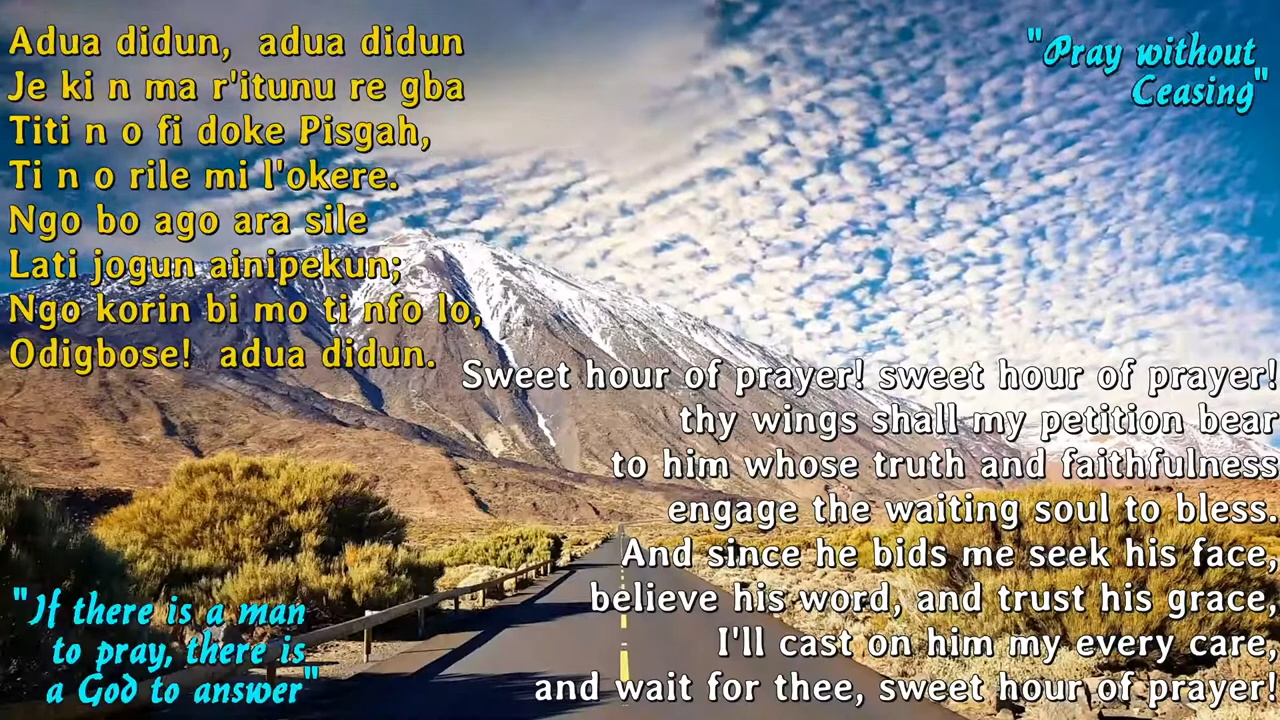 Adua didun, adua didun
Je ki n ma r'itunu re gba
Titi n o fi doke Pisgah,
Ti n o rile mi l'okere.
Ngo bo ago ara sile
Lati jogun ainipekun;
Ngo korin bi mo ti nfo lo,
Odigbose! adua didun.
"Pray without
Ceasing"
Sweet hour of prayer! sweet hour of prayer!
thy wings shall my petition bear
to him whose truth and faithfulness
engage the waiting soul to bless.
And since he bids me seek his face,
believe his word, and trust his grace,
I'll cast on him my every care,
and wait for thee, sweet hour of prayer!
"If there is a man
to pray, there is
a God to answer"